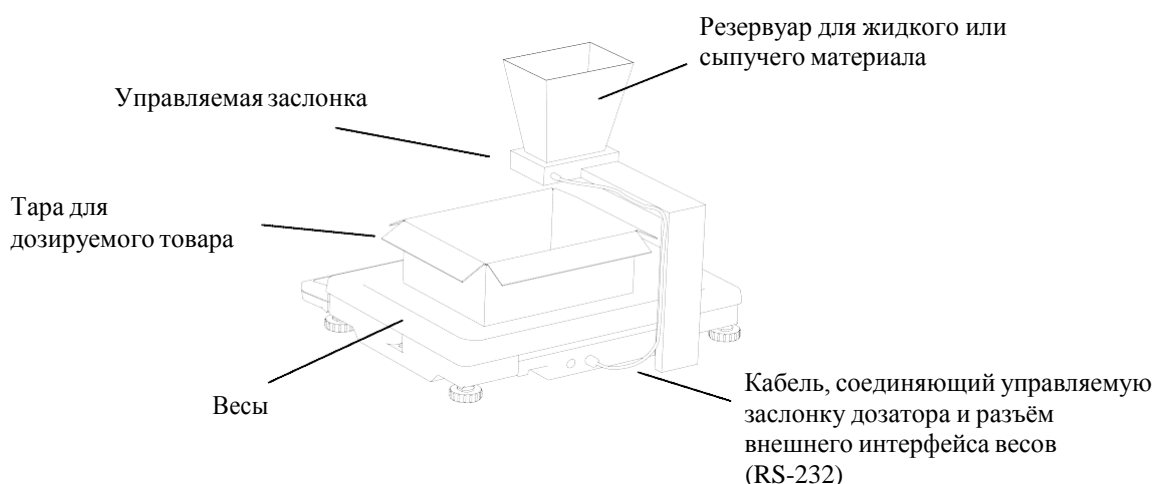 Резервуар для жидкого или
сыпучего материала
Управляемая заслонка
Тара для
дозируемого товара
Весы
Кабель, соединяющий управляемую
заслонку дозатора и разъём
внешнего интерфейса весов
(RS-232)